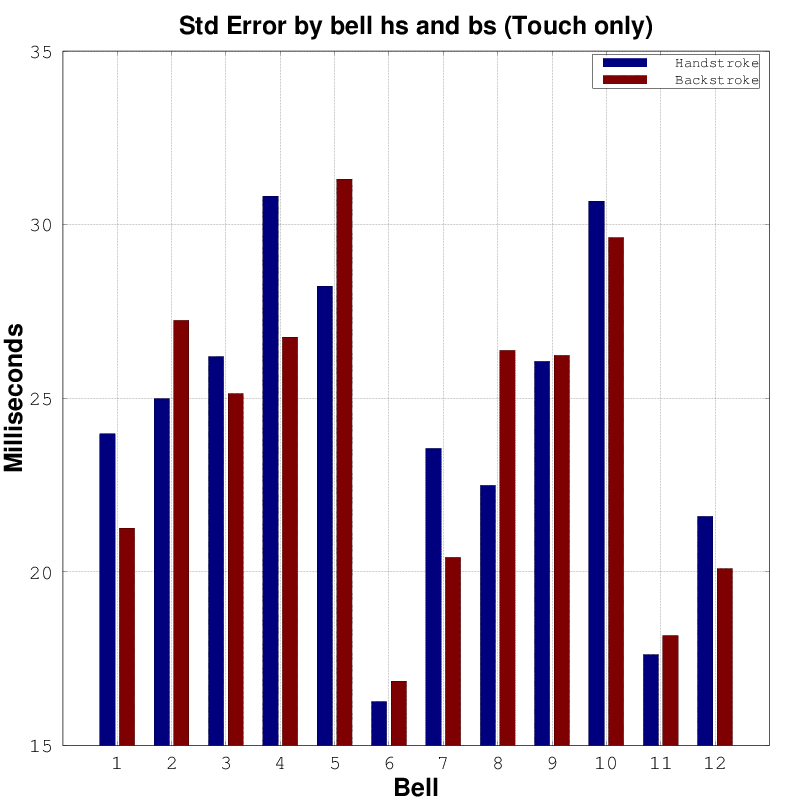 Std Error by bell hs and bs (Touch only)
Handstroke
Backstroke
Milliseconds
35
30
25
20
15
1 2 3 4 5 6 7 8 9 10 11 12
Bell